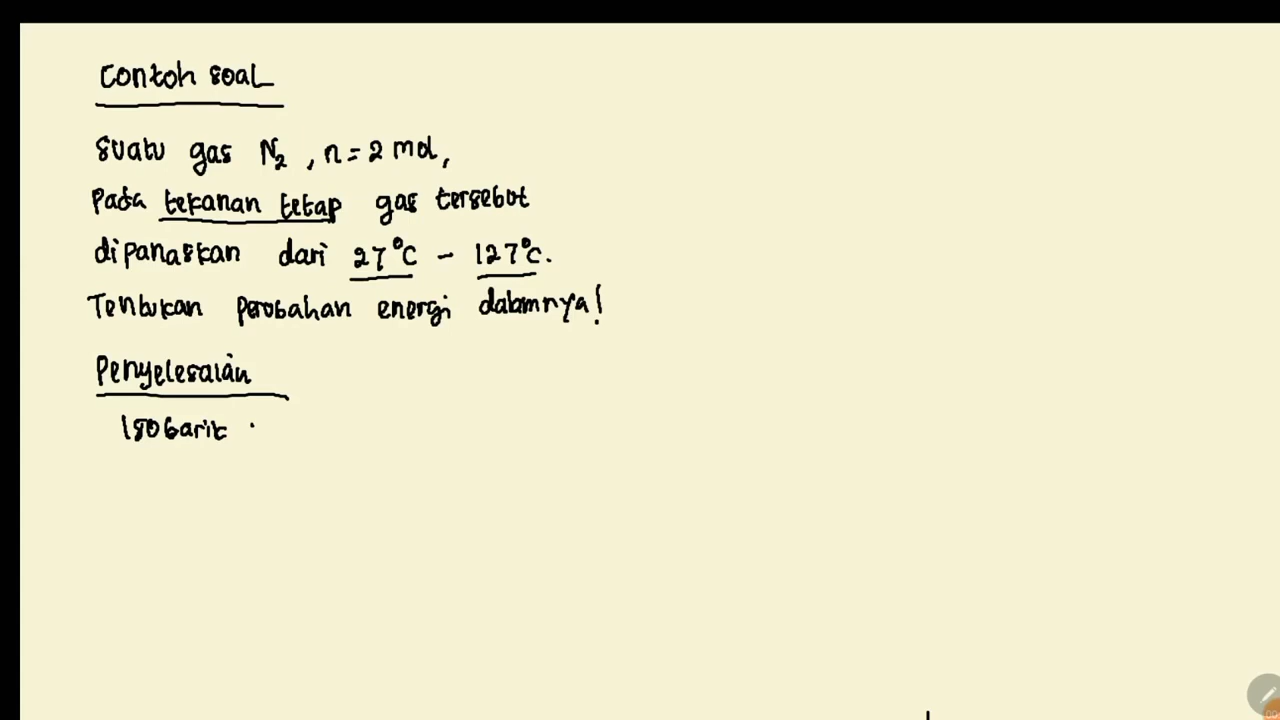 Contoh soal
Suatu gas N₂, n = 2 mol,
Pada tekanan tetap gas tersebut
dipanaskan dari 27°C - 127°C.
Tentukan perubahan energi dalamnya!
Penyelesaian
Isobarik